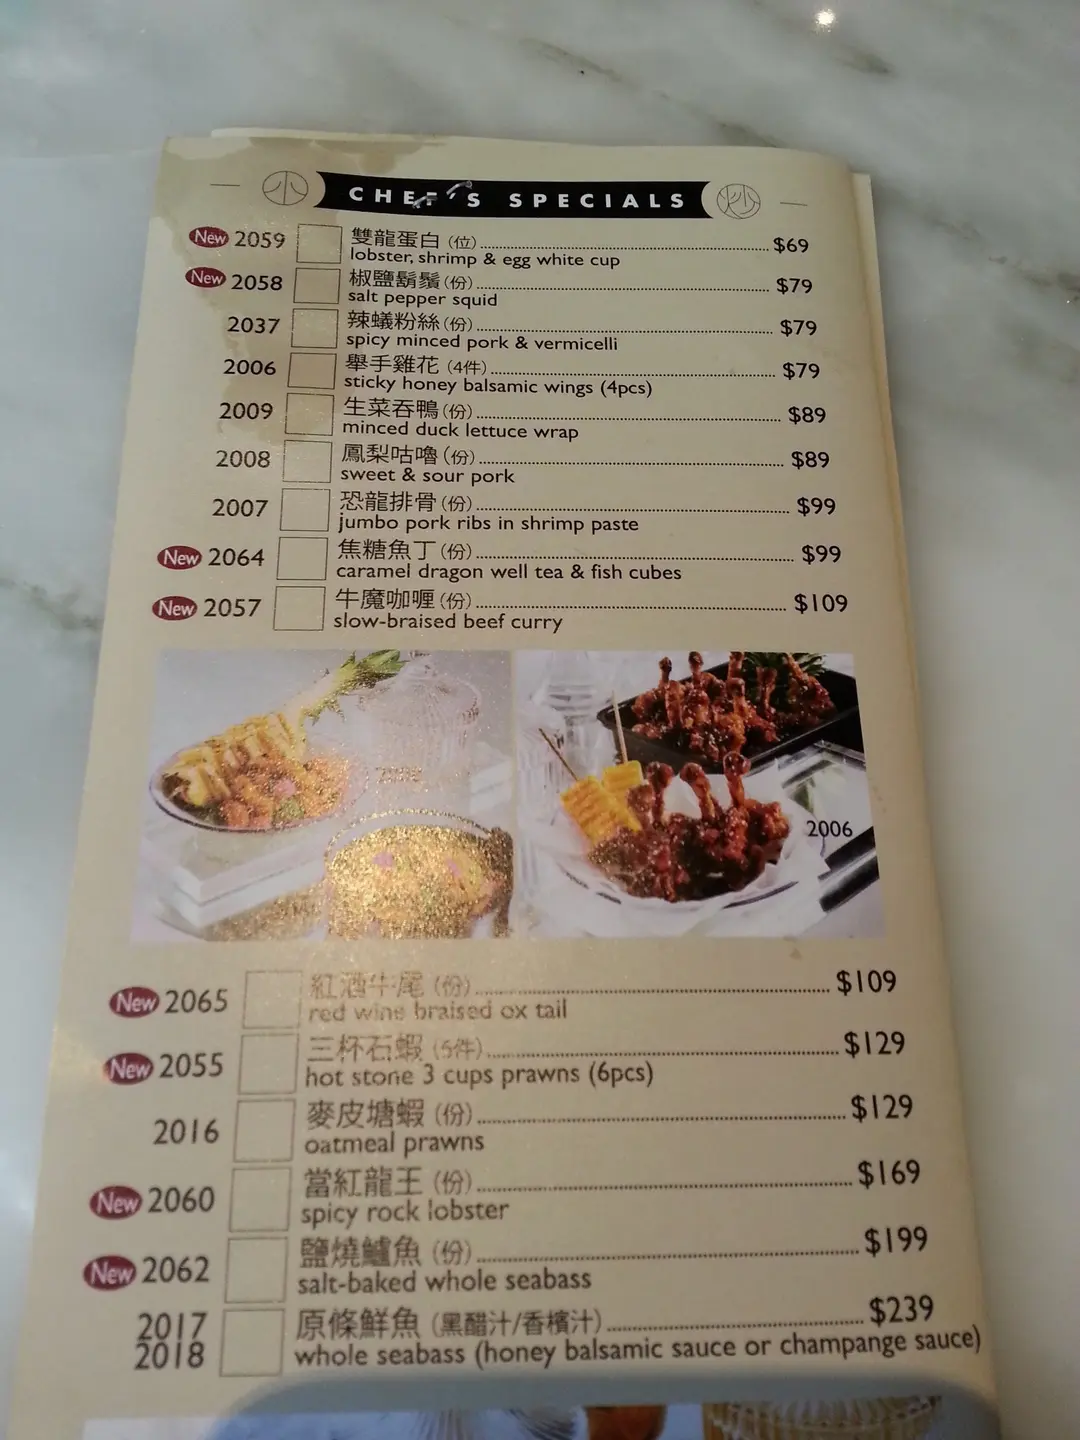 小 CHEF'S SPECIALS 炒
New 2059 雙龍蛋白 (位) $69
lobster, shrimp & egg white cup
New 2058 椒鹽鬍鬚 (份) $79
salt pepper squid
2037 辣蟻粉絲 (份) $79
spicy minced pork & vermicelli
2006 舉手雞花 (4件) $79
sticky honey balsamic wings (4pcs)
2009 生菜吞鴨 (份) $89
minced duck lettuce wrap
2008 鳳梨咕嚕 (份) $89
sweet & sour pork
2007 恐龍排骨 (份) $99
jumbo pork ribs in shrimp paste
New 2064 焦糖魚丁 (份) $99
caramel dragon well tea & fish cubes
New 2057 牛魔咖喱 (份) $109
slow-braised beef curry
2006
New 2065 紅酒牛尾 (份) $109
red wine braised ox tail
New 2055 三杯石蝦 $129
hot stone 3 cups prawns (6pcs)
2016 麥皮塘蝦 (份) $129
oatmeal prawns
New 2060 當紅龍王 (份) $169
spicy rock lobster
New 2062 鹽燒鱸魚 (份) $199
salt-baked whole seabass
2017 原條鮮魚 (黑醋汁/香檳汁) $239
2018 whole seabass (honey balsamic sauce or champange sauce)